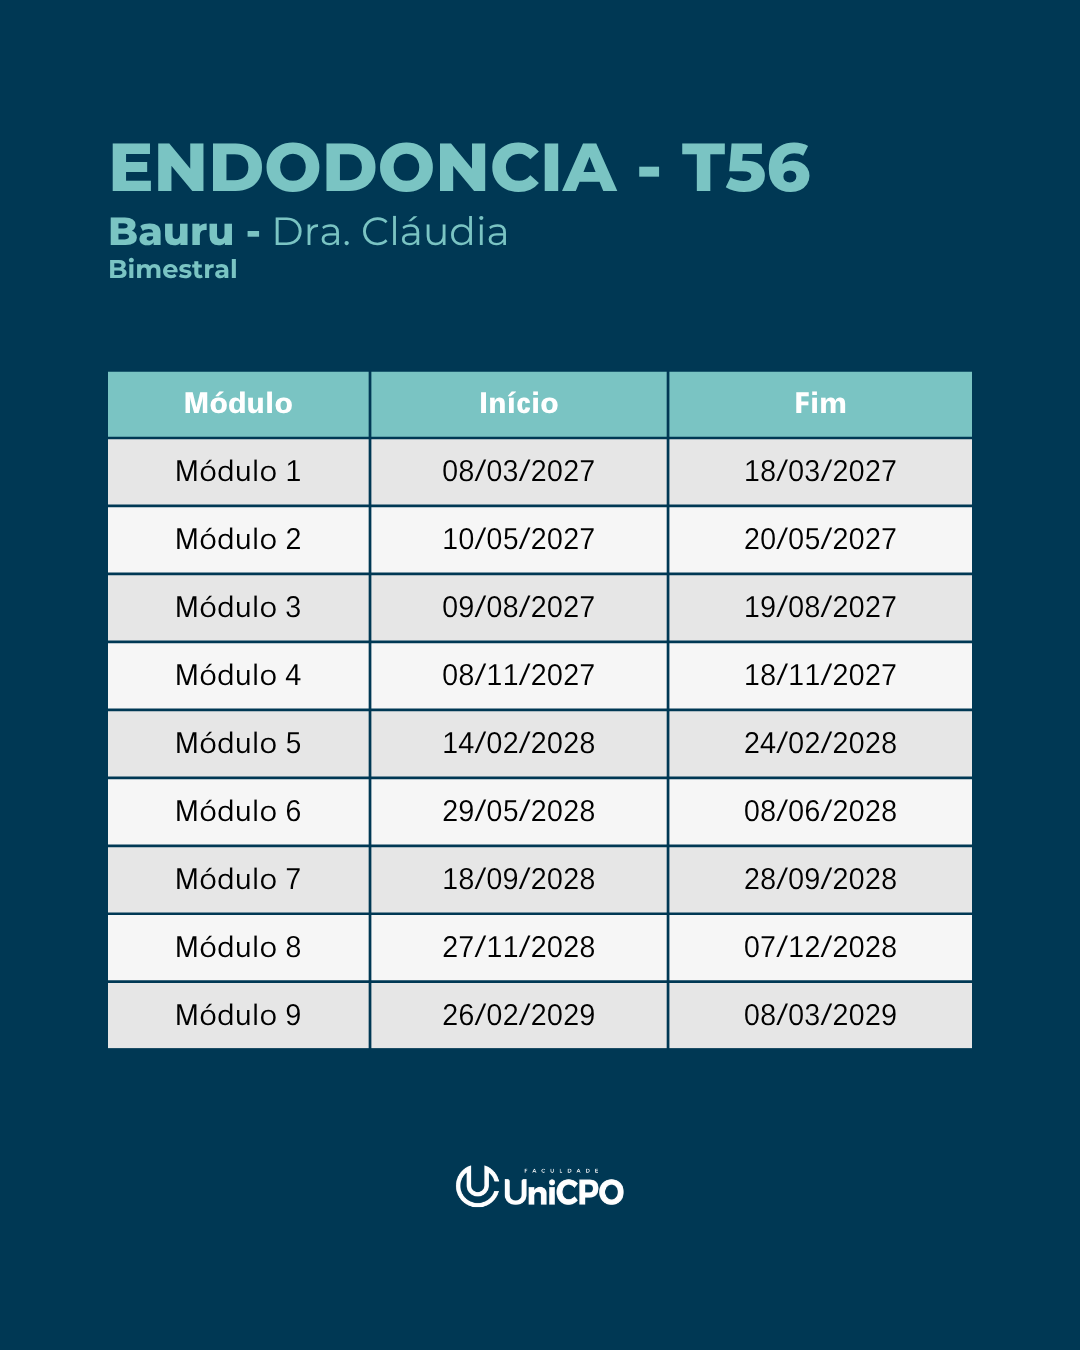 ENDODONCIA - T56
Bauru - Dra. Cláudia
Bimestral
Módulo Início Fim
Módulo 1 08/03/2027 18/03/2027
Módulo 2 10/05/2027 20/05/2027
Módulo 3 09/08/2027 19/08/2027
Módulo 4 08/11/2027 18/11/2027
Módulo 5 14/02/2028 24/02/2028
Módulo 6 29/05/2028 08/06/2028
Módulo 7 18/09/2028 28/09/2028
Módulo 8 27/11/2028 07/12/2028
Módulo 9 26/02/2029 08/03/2029
FACULDADE
UniCPO